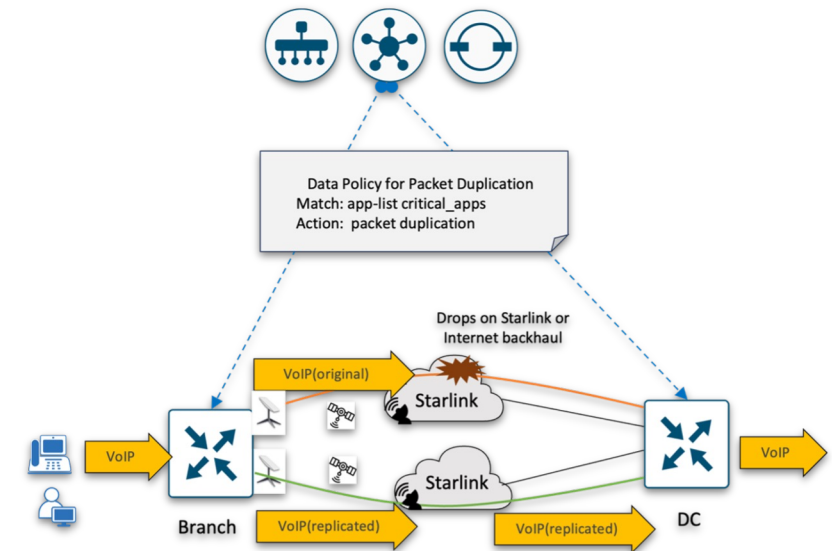 Data Policy for Packet Duplication
Match: app-list critical_apps
Action: packet duplication
Drops on Starlink or
Internet backhaul
VoIP(original)
Starlink
VoIP
VoIP
Starlink
Branch
VoIP(replicated)
VoIP(replicated)
DC